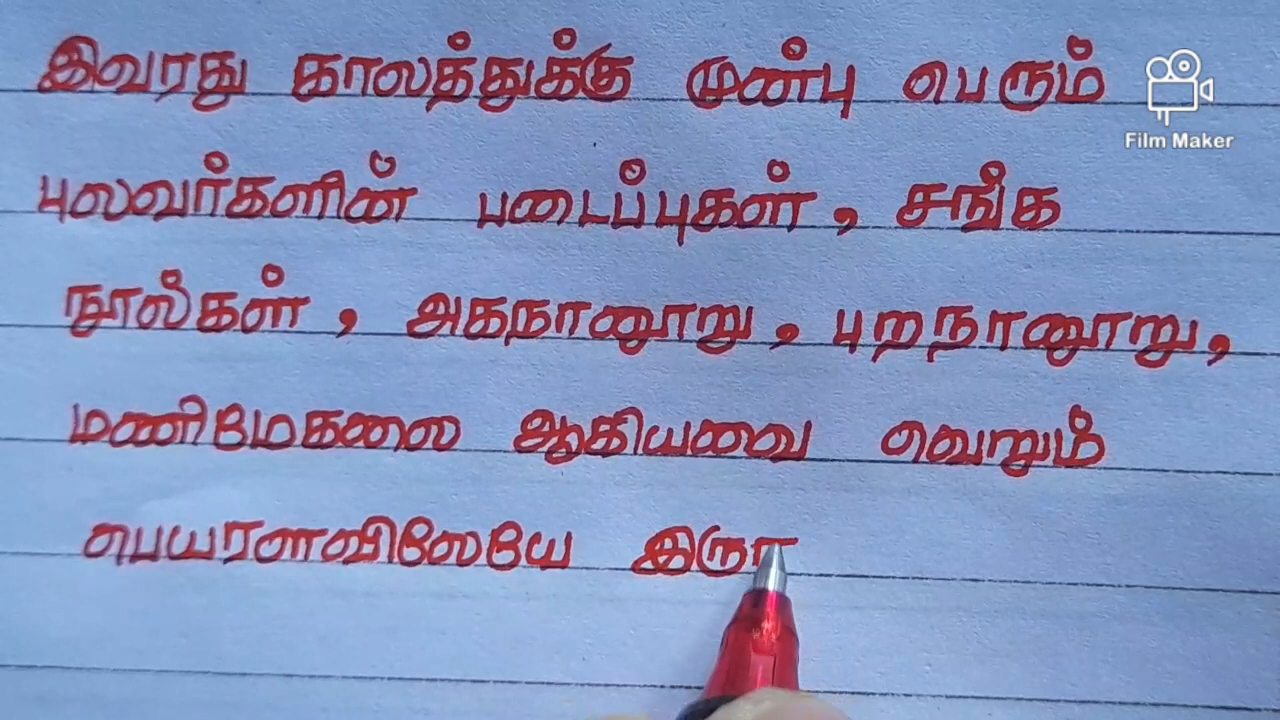 இவரது காலத்துக்கு முன்பு பெரும்
Film Maker
புலவர்களின் படைப்புகள், சங்க
நூல்கள், அகநானூறு, புறநானூறு,
மணிமேகலை ஆகியவை வெறும்
பெயரளவிலேயே